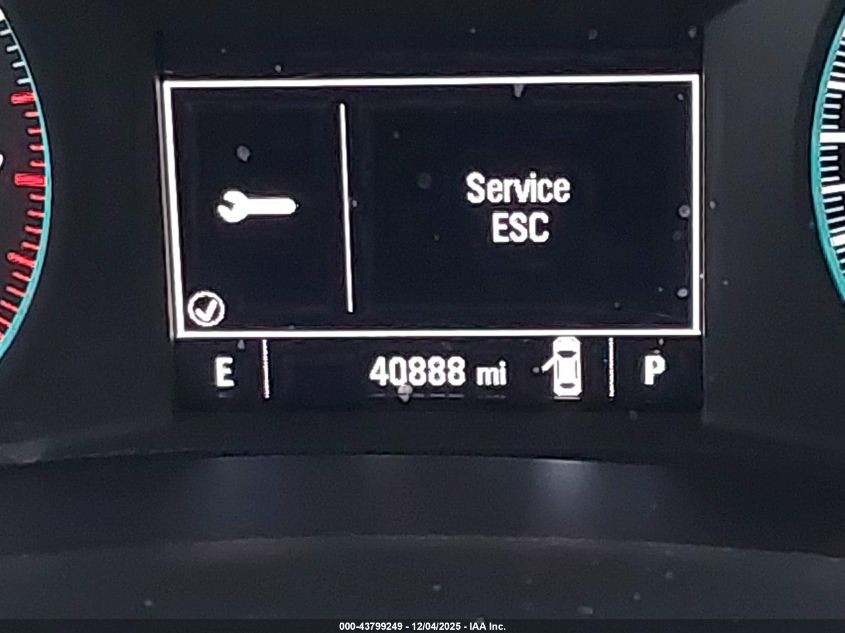 Service
ESC
E 40888 mi P
000-43799249 - 12/04/2025 - IAA Inc.